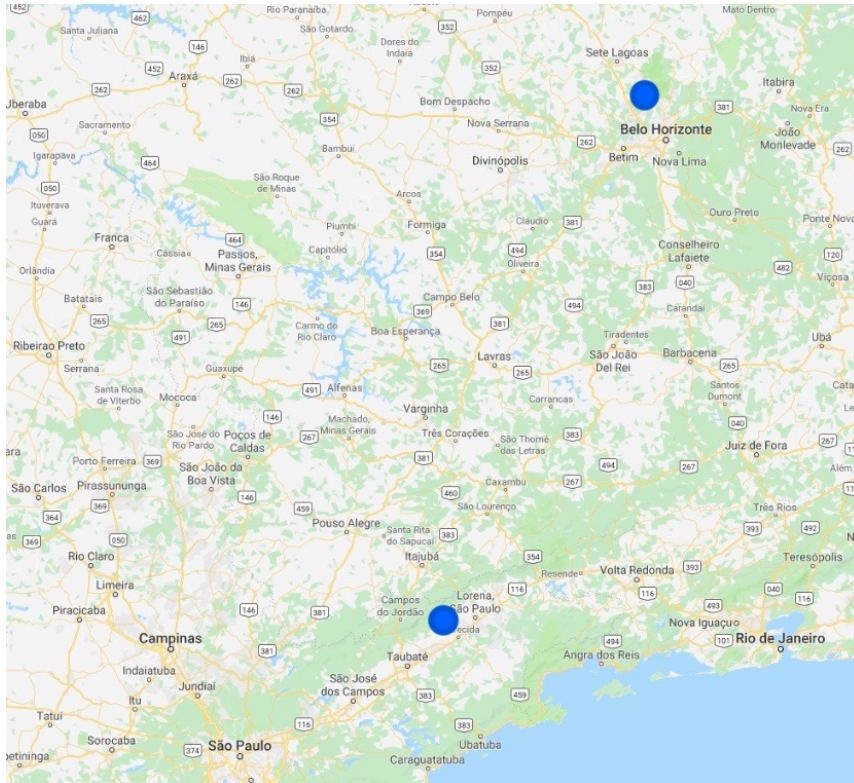 452
462
Rio Paranaíba
Pompéu
Mato Dentro
Santa Juliana
São Gotardo
Dores do
Indaiá
352
146
Ibiá
Sete Lagoas
452
Araxá
262
352
Itabira
Uberaba
262
262
Bom Despacho
381
Nova Era
Sacramento
354
Nova Serrana
Belo Horizonte
João
Monlevade
050
Igarapava
464
Bambuí
262
Betim
Nova Lima
262
Divinópolis
050
São Roque
de Minas
Ituverava
Arcos
Guará
Ouro Preto
Piumhi
Formiga
Claudio
381
Ponte Nova
Franca
464
Cássia
Passos,
Minas Gerais
Capitólio
354
494
Conselheiro
Lafaiete
120
Orlândia
Oliveira
482
Viçosa
383
040
Batatais
São Sebastião
do Paraíso
146
369
Campo Belo
494
Carandaí
265
265
Carmo do
Rio Claro
381
Boa Esperança
Tiradentes
Ubá
491
Ribeirao Preto
São João
Del Rei
Barbacena
265
Lavras
265
Serrana
Guaxupé
265
491
Alfenas
Santa Rosa
de Viterbo
Mococa
Carrancas
Santos
Dumont
Varginha
146
Machado,
Minas Gerais
040
São José do
Rio Pardo
Poços de
Caldas
267
Três Corações
São Thomé
das Letras
383
Juiz de Fora
267
381
494
267
Porto Ferreira
369
São João da
Boa Vista
São Carlos
Pirassununga
146
460
Caxambu
267
364
369
459
São Lourenço
Três Rios
Pouso Alegre
Santa Rita
do Sapucaí
383
393
492
369
050
Rio Claro
Itajubá
354
Teresópolis
Limeira
Resende
Volta Redonda
393
116
116
040
Piracicaba
146
381
Campos
do Jordão
Lorena,
São Paulo
493
116
Nova Iguaçu
493
Campinas
494
101
Rio de Janeiro
381
Taubaté
Angra dos Reis
Indaiatuba
São José
dos Campos
Jundiaí
383
459
Itu
Tatuí
116
383
São Paulo
374
Sorocaba
Ubatuba
Caraguatatuba